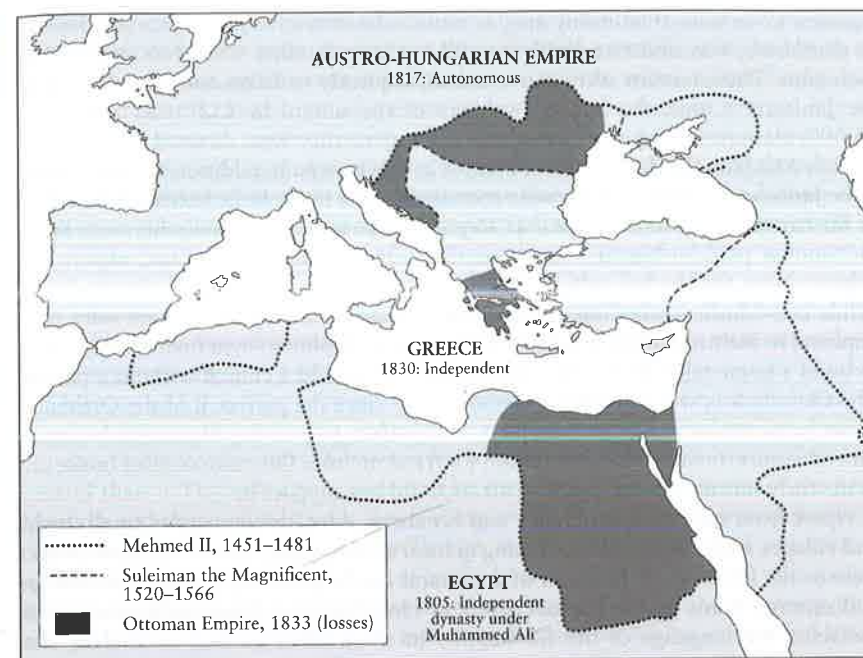 AUSTRO-HUNGARIAN EMPIRE
1817: Autonomous
GREECE
1830: Independent
EGYPT
1805: Independent
dynasty under
Muhammed Ali
Mehmed II, 1451–1481
Suleiman the Magnificent,
1520–1566
Ottoman Empire, 1833 (losses)